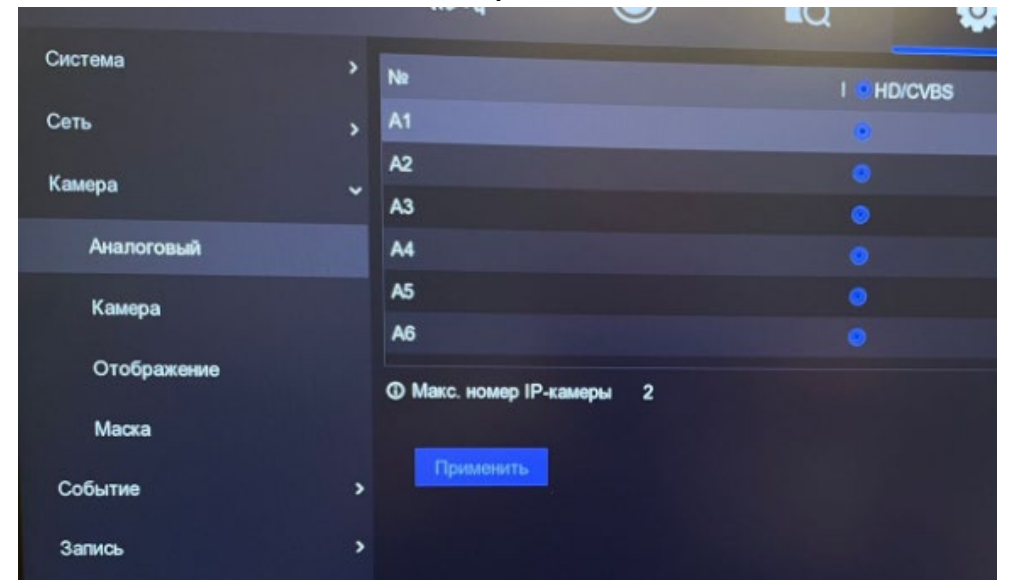 Система
Сеть
Камера
Аналоговый
Камера
Отображение
Маска
Событие
Запись
№ HD/CVBS
A1
A2
A3
A4
A5
A6
Макс. номер IP-камеры 2
Применить